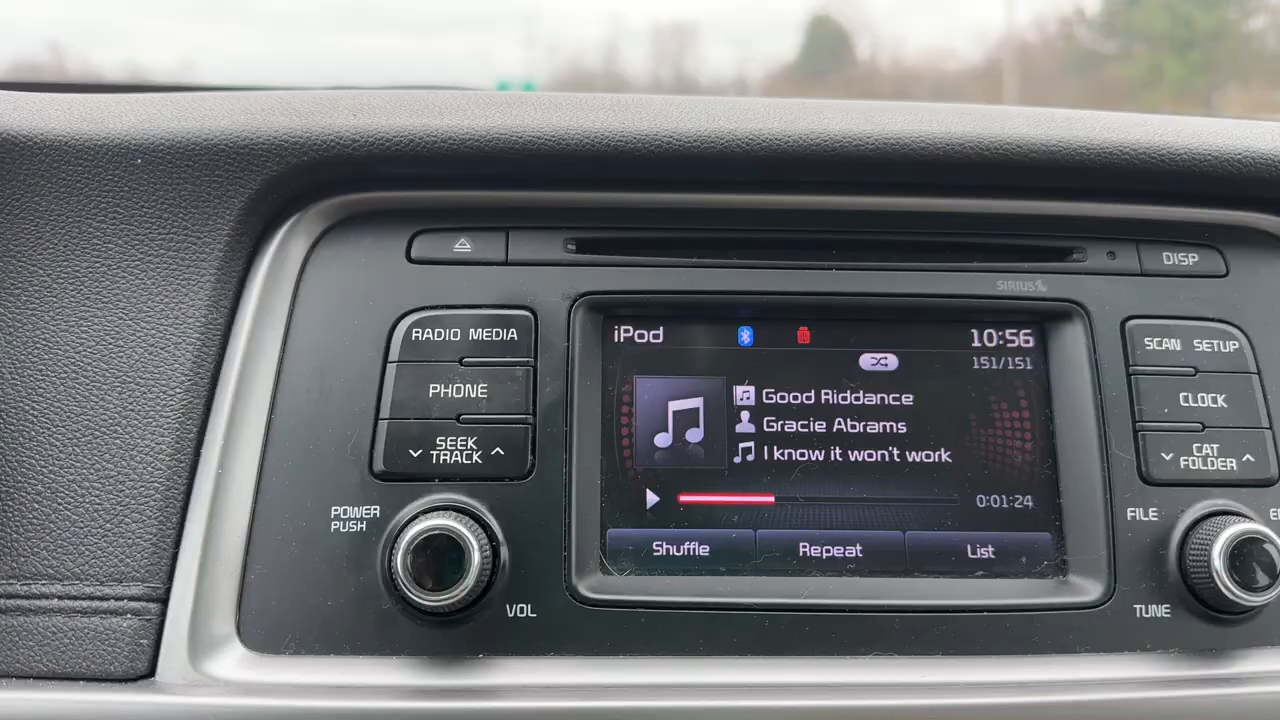 DISP
SIRIUS
RADIO MEDIA
PHONE
SEEK
TRACK
POWER
PUSH
VOL
iPod
10:56
151/151
Good Riddance
Gracie Abrams
I know it won't work
0:01:24
Shuffle
Repeat
List
SCAN SETUP
CLOCK
CAT
FOLDER
FILE
TUNE